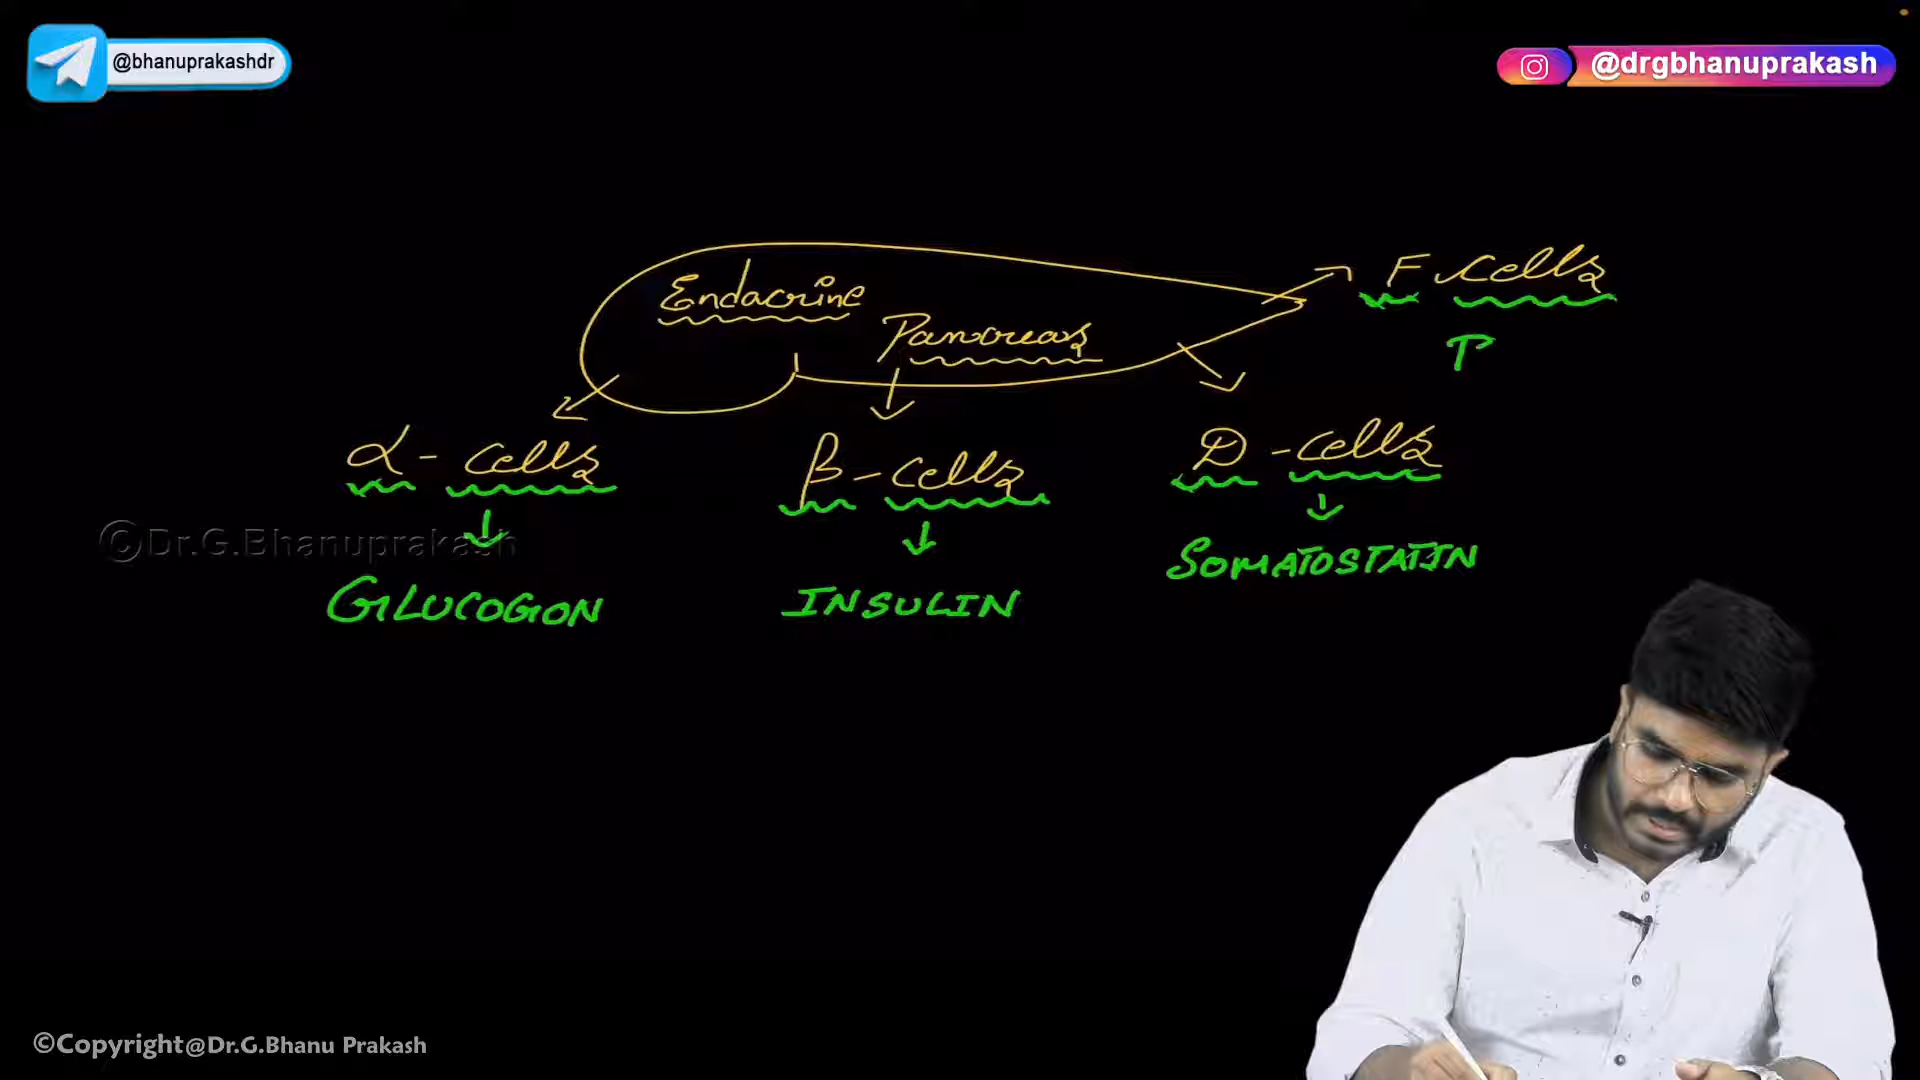 @bhanuprakashdr
@drgbhanuprakash
Endocrine
Pancreas
F-cells
P
α- cells
β-cells
D-cells
©Dr.G.Bhanuprakash
GLUCOGON
INSULIN
SOMATOSTATIN
©Copyright@Dr.G.Bhanu Prakash